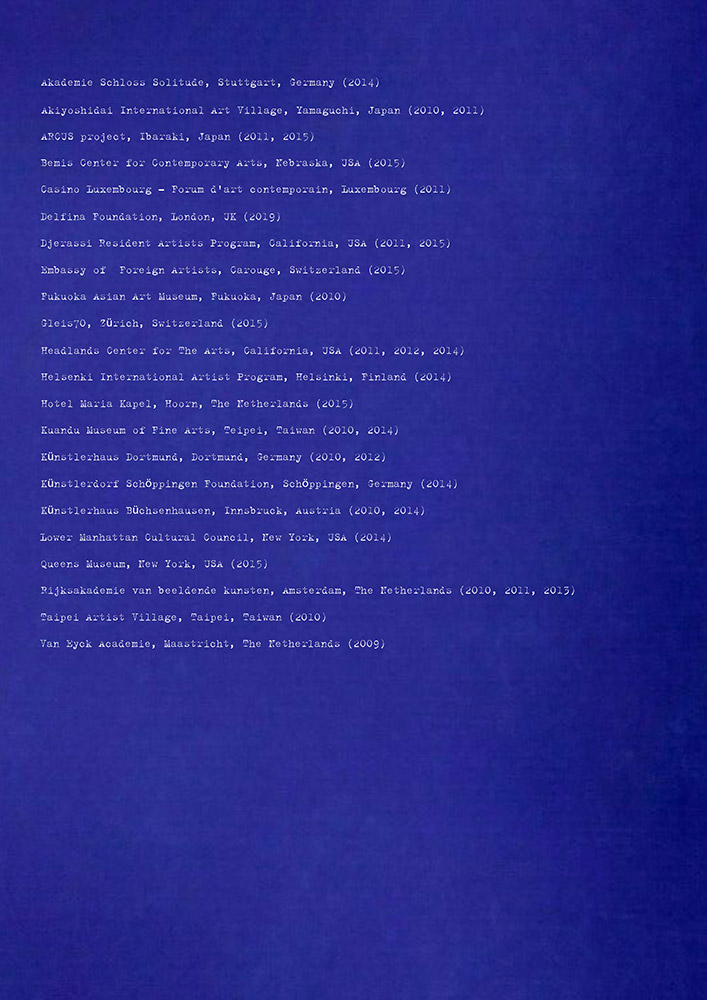 Akademie Schloss Solitude, Stuttgart, Germany (2014)
Akiyoshidai International Art Village, Yamaguchi, Japan (2010, 2011)
ARCUS project, Ibaraki, Japan (2011, 2015)
Bemis Center for Contemporary Arts, Nebraska, USA (2015)
Casino Luxembourg – Forum d'art contemporain, Luxembourg (2011)
Delfina Foundation, London, UK (2019)
Djerassi Resident Artists Program, California, USA (2011, 2015)
Embassy of  Foreign Artists, Carouge, Switzerland (2015)
Fukuoka Asian Art Museum, Fukuoka, Japan (2010)
Gleis70, Zürich, Switzerland (2015)
Headlands Center for The Arts, California, USA (2011, 2012, 2014)
Helsenki International Artist Program, Helsinki, Finland (2014)
Hotel Maria Kapel, Hoorn, The Netherlands (2015)
Kuandu Museum of Fine Arts, Teipei, Taiwan (2010, 2014)
Künstlerhaus Dortmund, Dortmund, Germany (2010, 2012)
Künstlerdorf Schöppingen Foundation, Schöppingen, Germany (2014)
Künstlerhaus Büchsenhausen, Innsbruck, Austria (2010, 2014)
Lower Manhattan Cultural Council, New York, USA (2014)
Queens Museum, New York, USA (2015)
Rijksakademie van beeldende kunsten, Amsterdam, The Netherlands (2010, 2011, 2013)
Taipei Artist Village, Taipei, Taiwan (2010)
Van Eyck Academie, Maastricht, The Netherlands (2009)